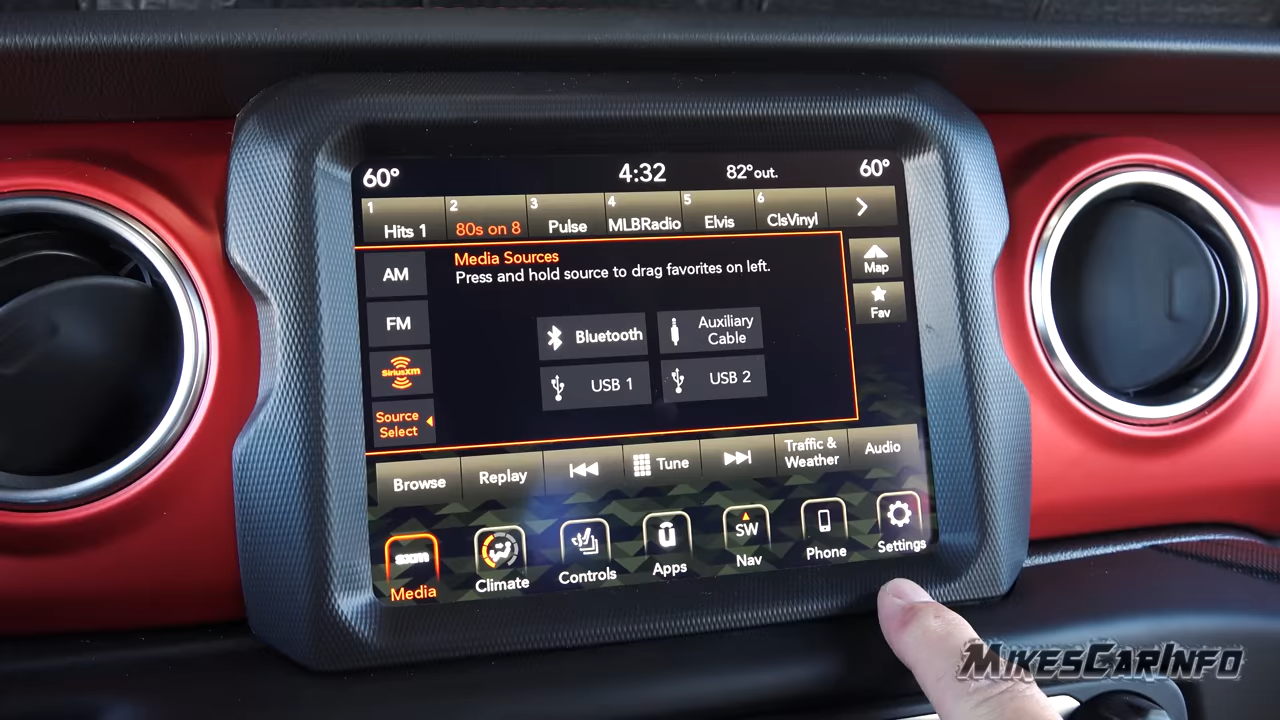 60°
4:32
82° out.
60°
1
Hits 1
2
80s on 8
3
Pulse
4
MLBRadio
5
Elvis
6
ClsVinyl
AM
FM
SiriusXM
Source
Select
Media Sources
Press and hold source to drag favorites on left.
Bluetooth
Auxiliary
Cable
USB 1
USB 2
Map
Fav
Browse
Replay
Tune
Traffic &
Weather
Audio
sxm
Media
Climate
Controls
Apps
SW
Nav
Phone
Settings
MikesCarInfo